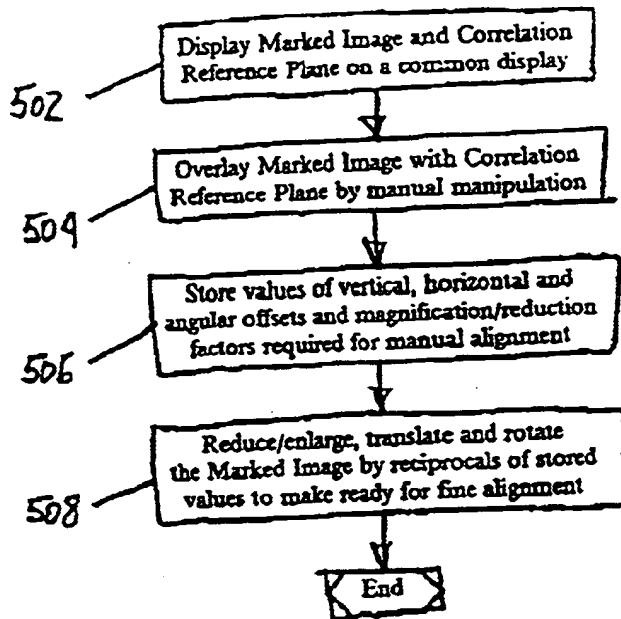 Display Marked Image and Correlation
Reference Plane on a common display
502
Overlay Marked Image with Correlation
Reference Plane by manual manipulation
504
Store values of vertical, horizontal and
angular offsets and magnification/reduction
factors required for manual alignment
506
Reduce/enlarge, translate and rotate
the Marked Image by reciprocals of stored
values to make ready for fine alignment
508
End